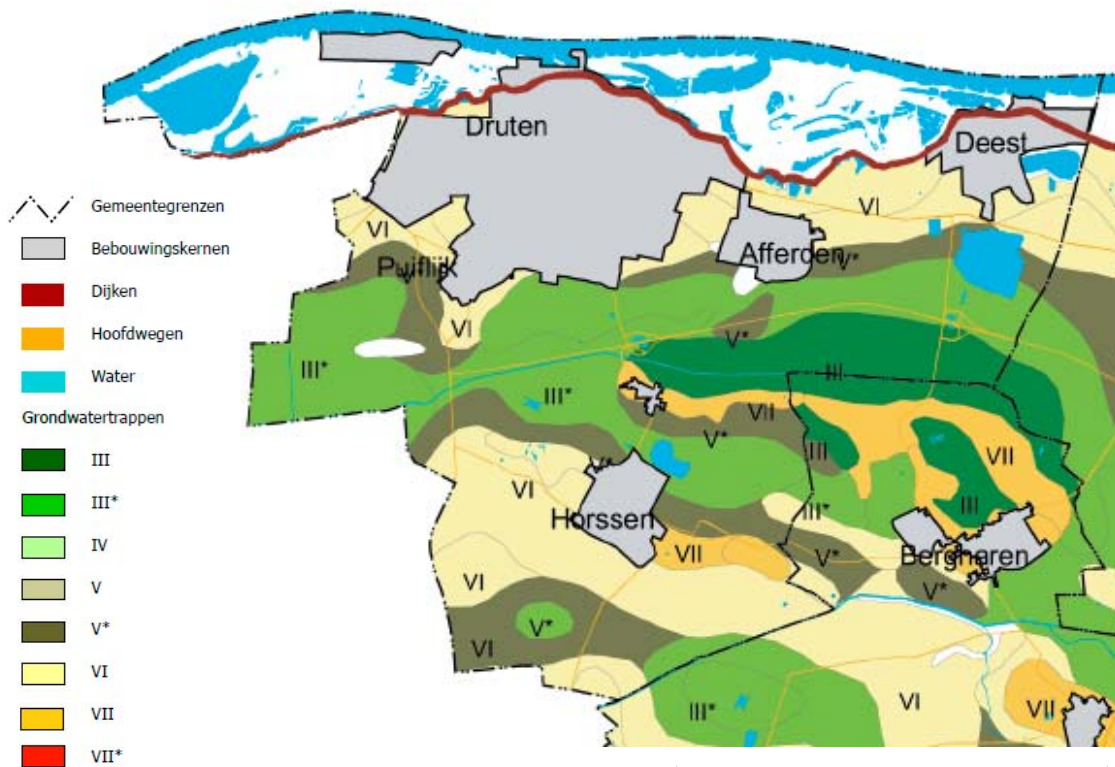 Druten
Deest
Gemeentegrenzen
VI
Bebouwingskernen
VI
Afferden
V*
Puiflijk
Dijken
Hoofdwegen
VI
V*
Water
III*
III
Grondwatertrappen
III*
VII
V*
III
VII
III
V*
VI
III*
III
III*
Horssen
IV
VII
V*
Bergharen
V
VI
V*
V*
V*
VI
VI
VI
VII
III*
VII
VII*